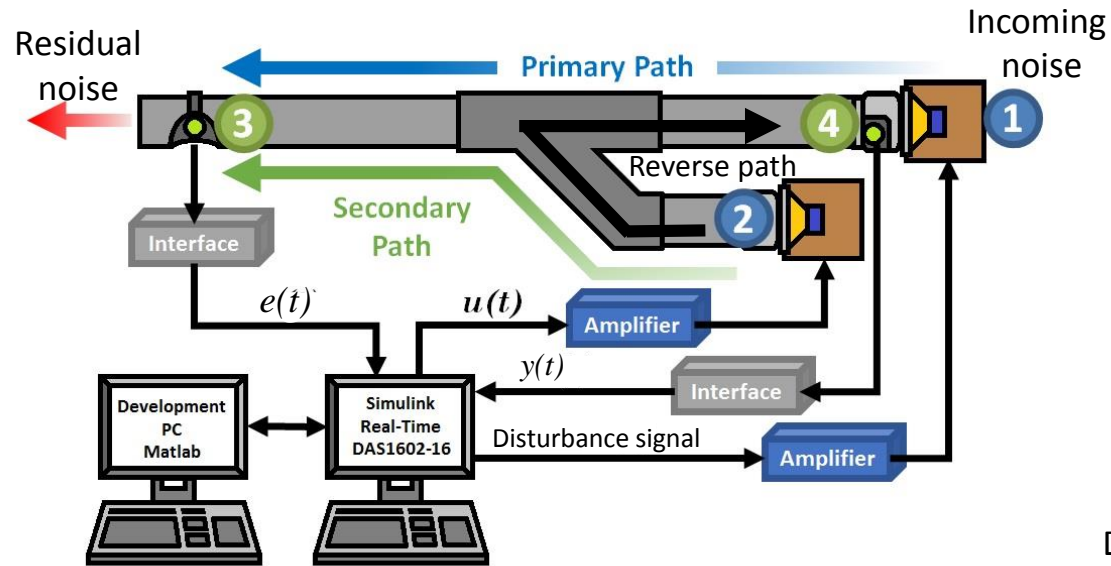 Incoming
noise
Residual
noise
Primary Path
1
3
4
Reverse path
2
Secondary
Path
Interface
e(t)
u(t)
Amplifier
y(t)
Interface
Development
PC
Matlab
Simulink
Real-Time
DAS1602-16
Disturbance signal
Amplifier